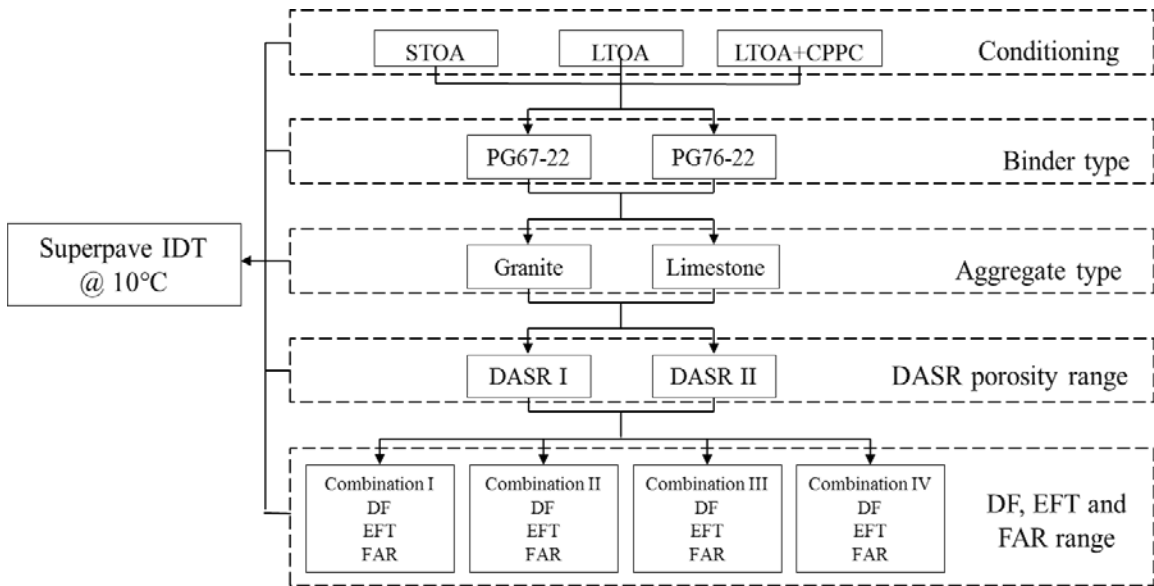 STOA
LTOA
LTOA+CPPC
Conditioning
PG67-22
PG76-22
Binder type
Superpave IDT
@ 10°C
Granite
Limestone
Aggregate type
DASR I
DASR II
DASR porosity range
Combination I
DF
EFT
FAR
Combination II
DF
EFT
FAR
Combination III
DF
EFT
FAR
Combination IV
DF
EFT
FAR
DF, EFT and
FAR range